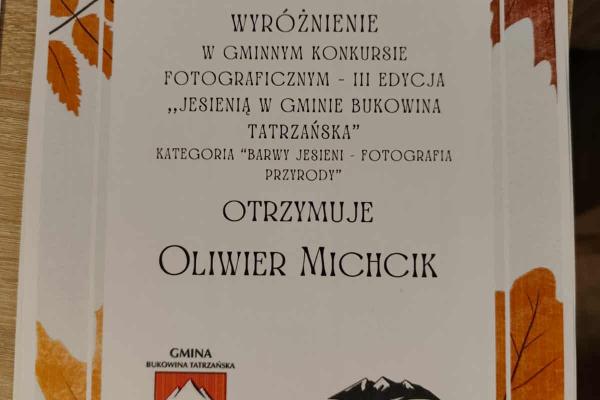 WYRÓŻNIENIE
W GMINNYM KONKURSIE
FOTOGRAFICZNYM - III EDYCJA
,,JESIENIĄ W GMINIE BUKOWINA
TATRZAŃSKA”
KATEGORIA “BARWY JESIENI - FOTOGRAFIA
PRZYRODY”
OTRZYMUJE
OLIWIER MICHCIK
GMINA
BUKOWINA TATRZAŃSKA